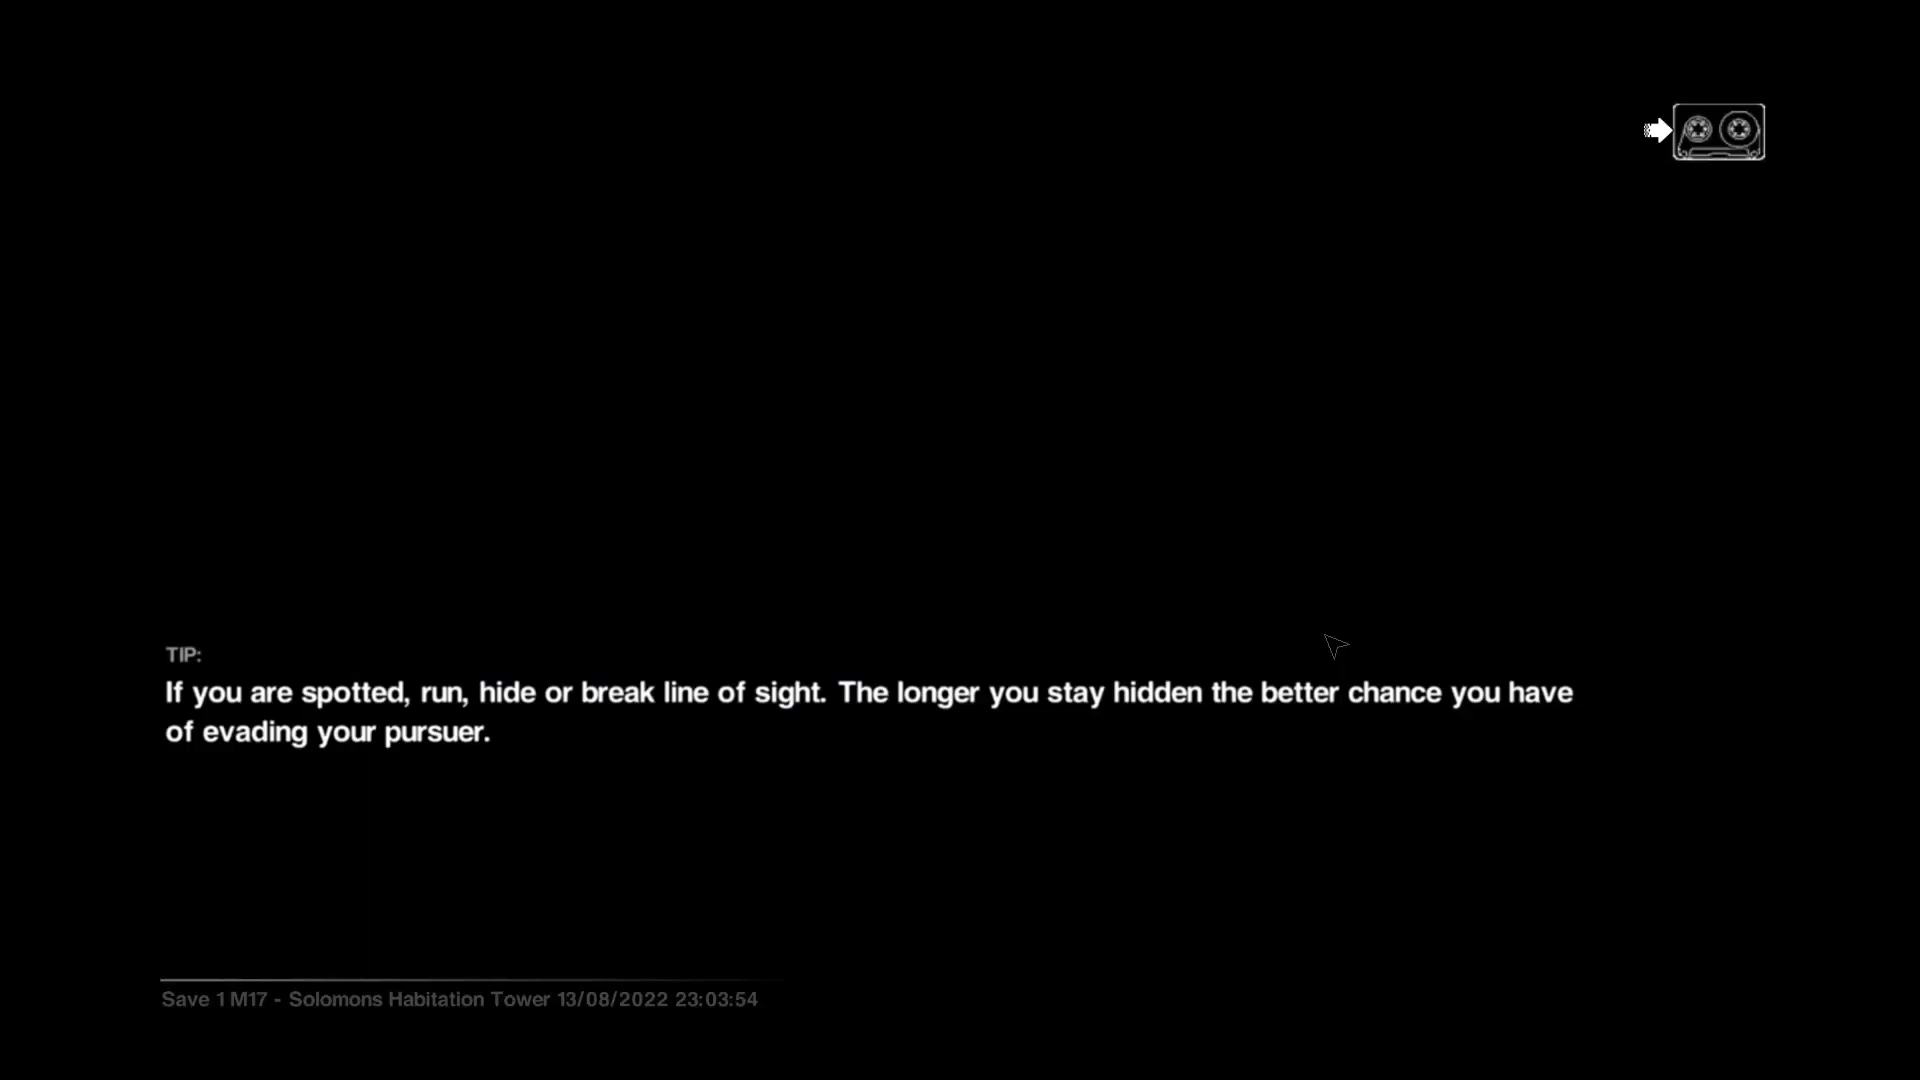 TIP:
If you are spotted, run, hide or break line of sight. The longer you stay hidden the better chance you have
of evading your pursuer.
Save 1 M17 - Solomons Habitation Tower 13/08/2022 23:03:54